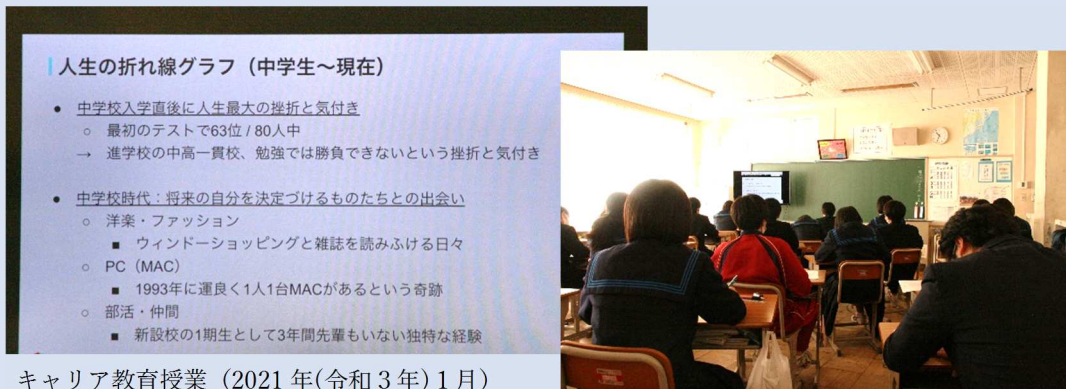 人生の折れ線グラフ（中学生～現在）
● 中学校入学直後に人生最大の挫折と気付き
○ 最初のテストで63位 / 80人中
→ 進学校の中高一貫校、勉強では勝負できないという挫折と気付き
● 中学校時代：将来の自分を決定づけるものたちとの出会い
○ 洋楽・ファッション
■ ウィンドーショッピングと雑誌を読みふける日々
○ PC（MAC）
■ 1993年に運良く1人1台MACがあるという奇跡
○ 部活・仲間
■ 新設校の1期生として3年間先輩もいない独特な経験
キャリア教育授業（2021 年(令和３年)１月）